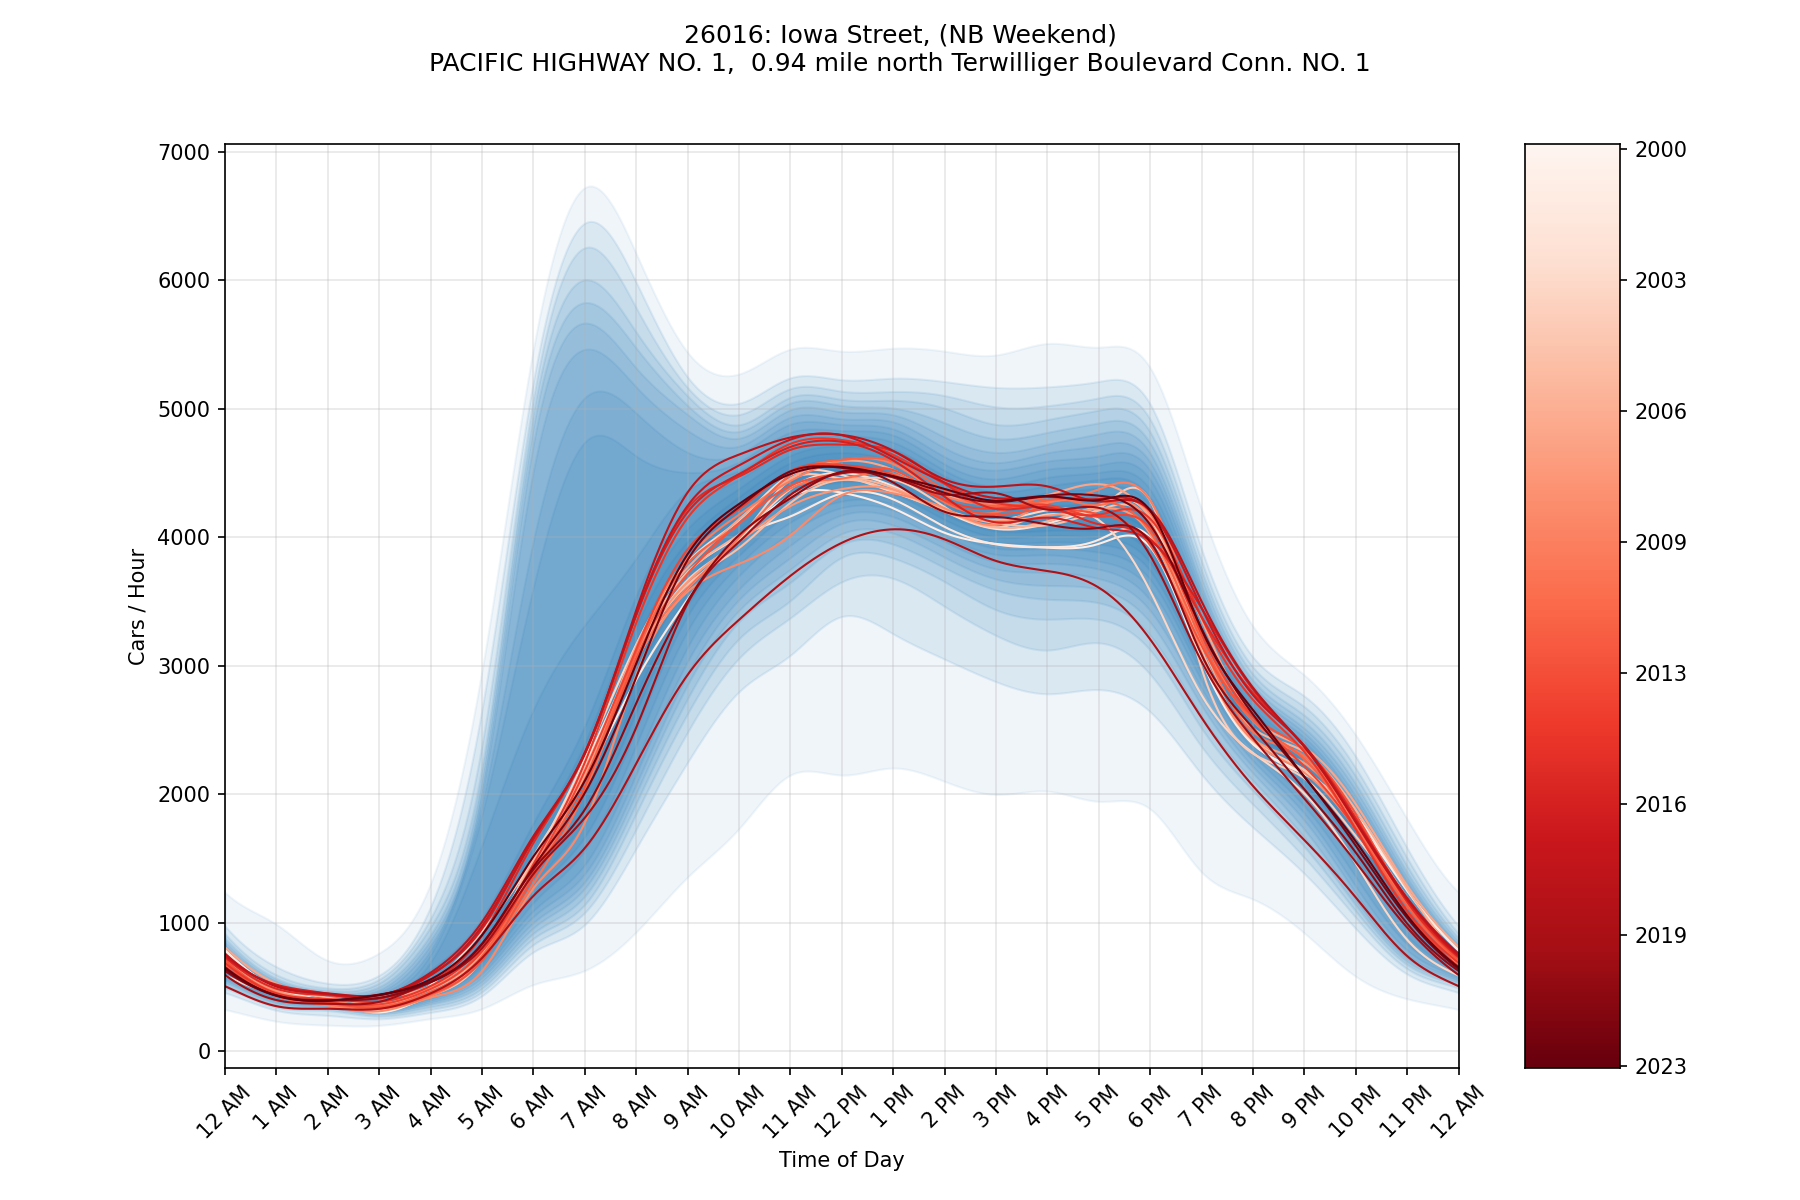 26016: Iowa Street, (NB Weekend)
PACIFIC HIGHWAY NO. 1,  0.94 mile north Terwilliger Boulevard Conn. NO. 1
7000
6000
5000
4000
3000
2000
1000
0
Cars / Hour
12 AM
1 AM
2 AM
3 AM
4 AM
5 AM
6 AM
7 AM
8 AM
9 AM
10 AM
11 AM
12 PM
1 PM
2 PM
3 PM
4 PM
5 PM
6 PM
7 PM
8 PM
9 PM
10 PM
11 PM
12 AM
Time of Day
2000
2003
2006
2009
2013
2016
2019
2023